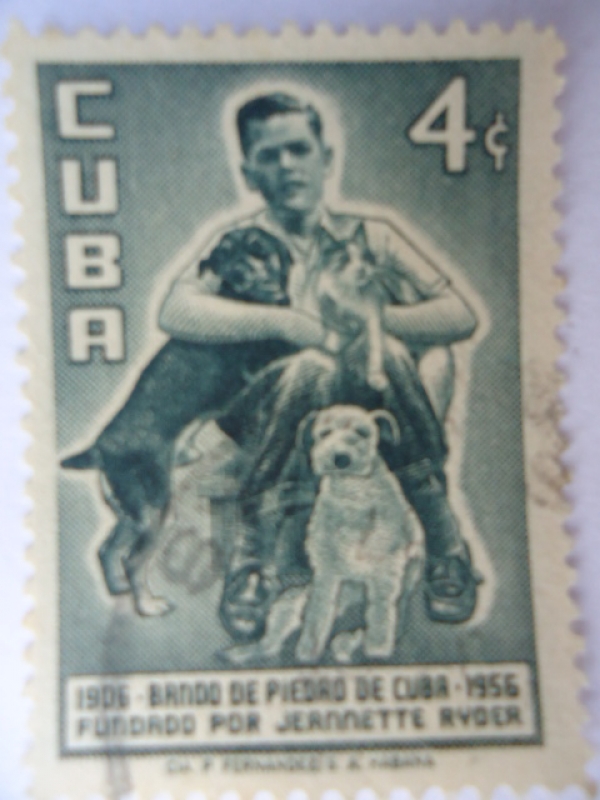 CUBA
4¢
1906 - BANDO DE PIEDAD DE CUBA - 1956
FUNDADO POR JEANNETTE RYDER